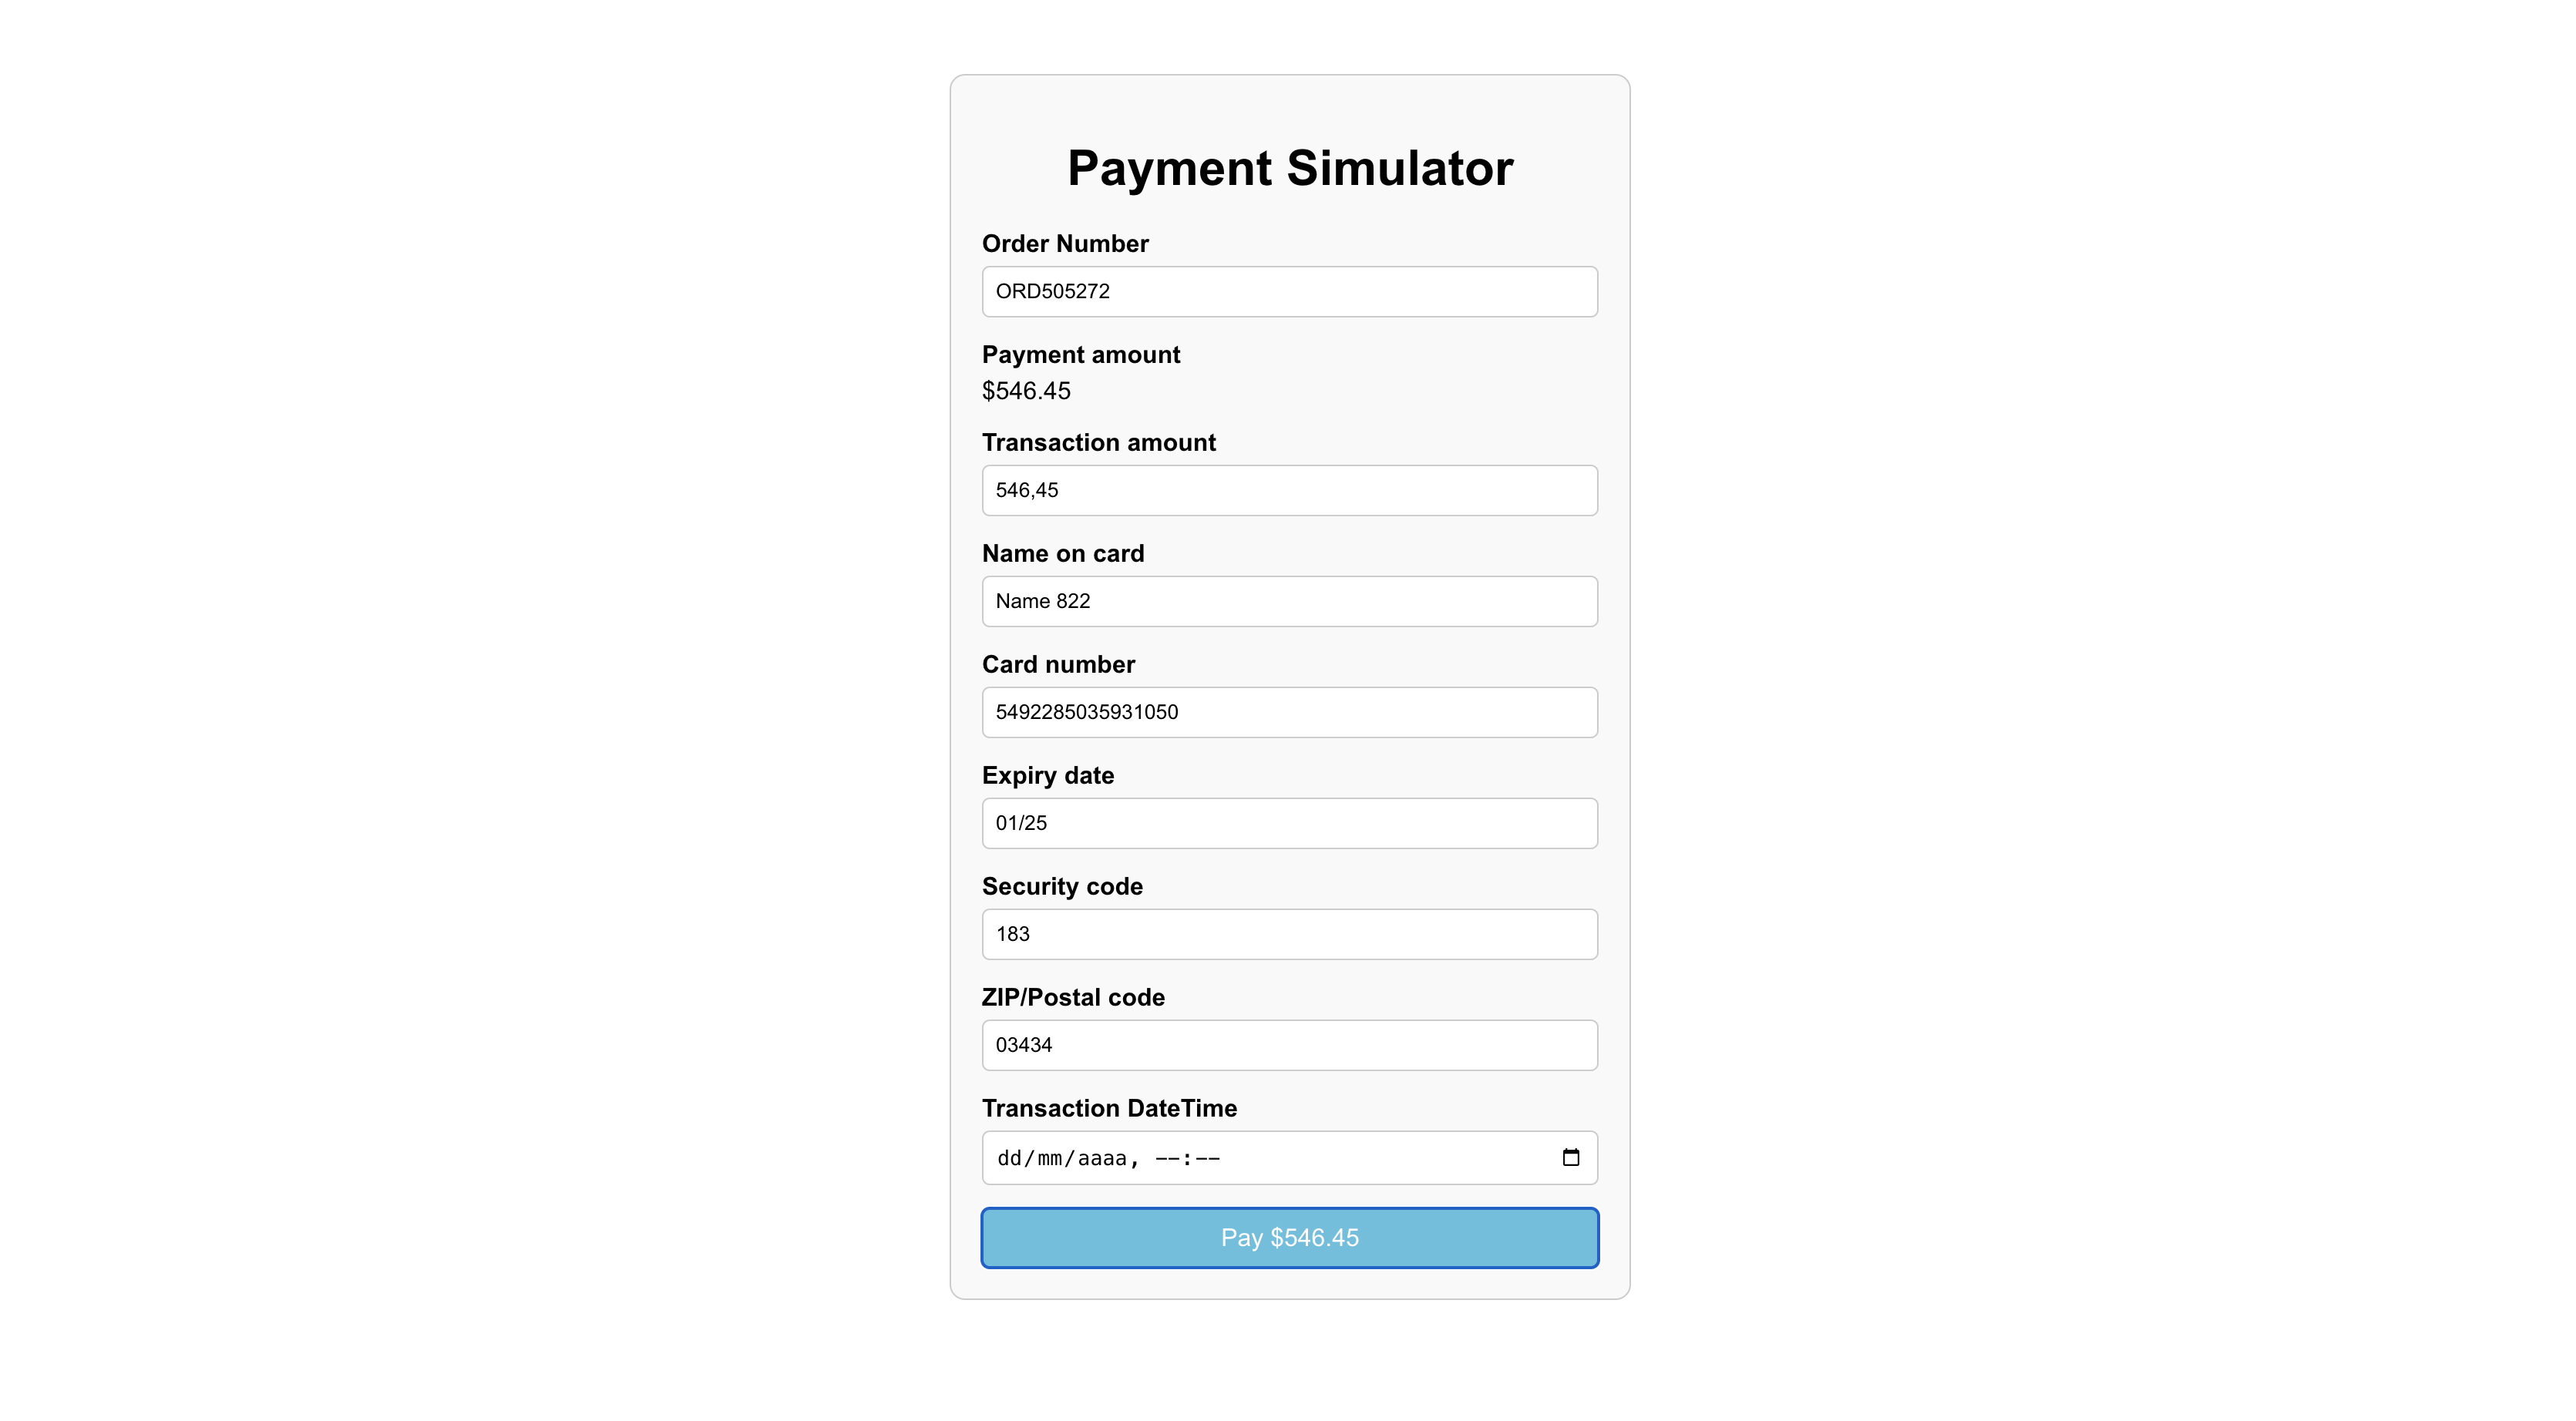 Payment Simulator
Order Number
ORD505272
Payment amount
$546.45
Transaction amount
546,45
Name on card
Name 822
Card number
5492285035931050
Expiry date
01/25
Security code
183
ZIP/Postal code
03434
Transaction DateTime
dd/mm/aaaa, --:--
Pay $546.45